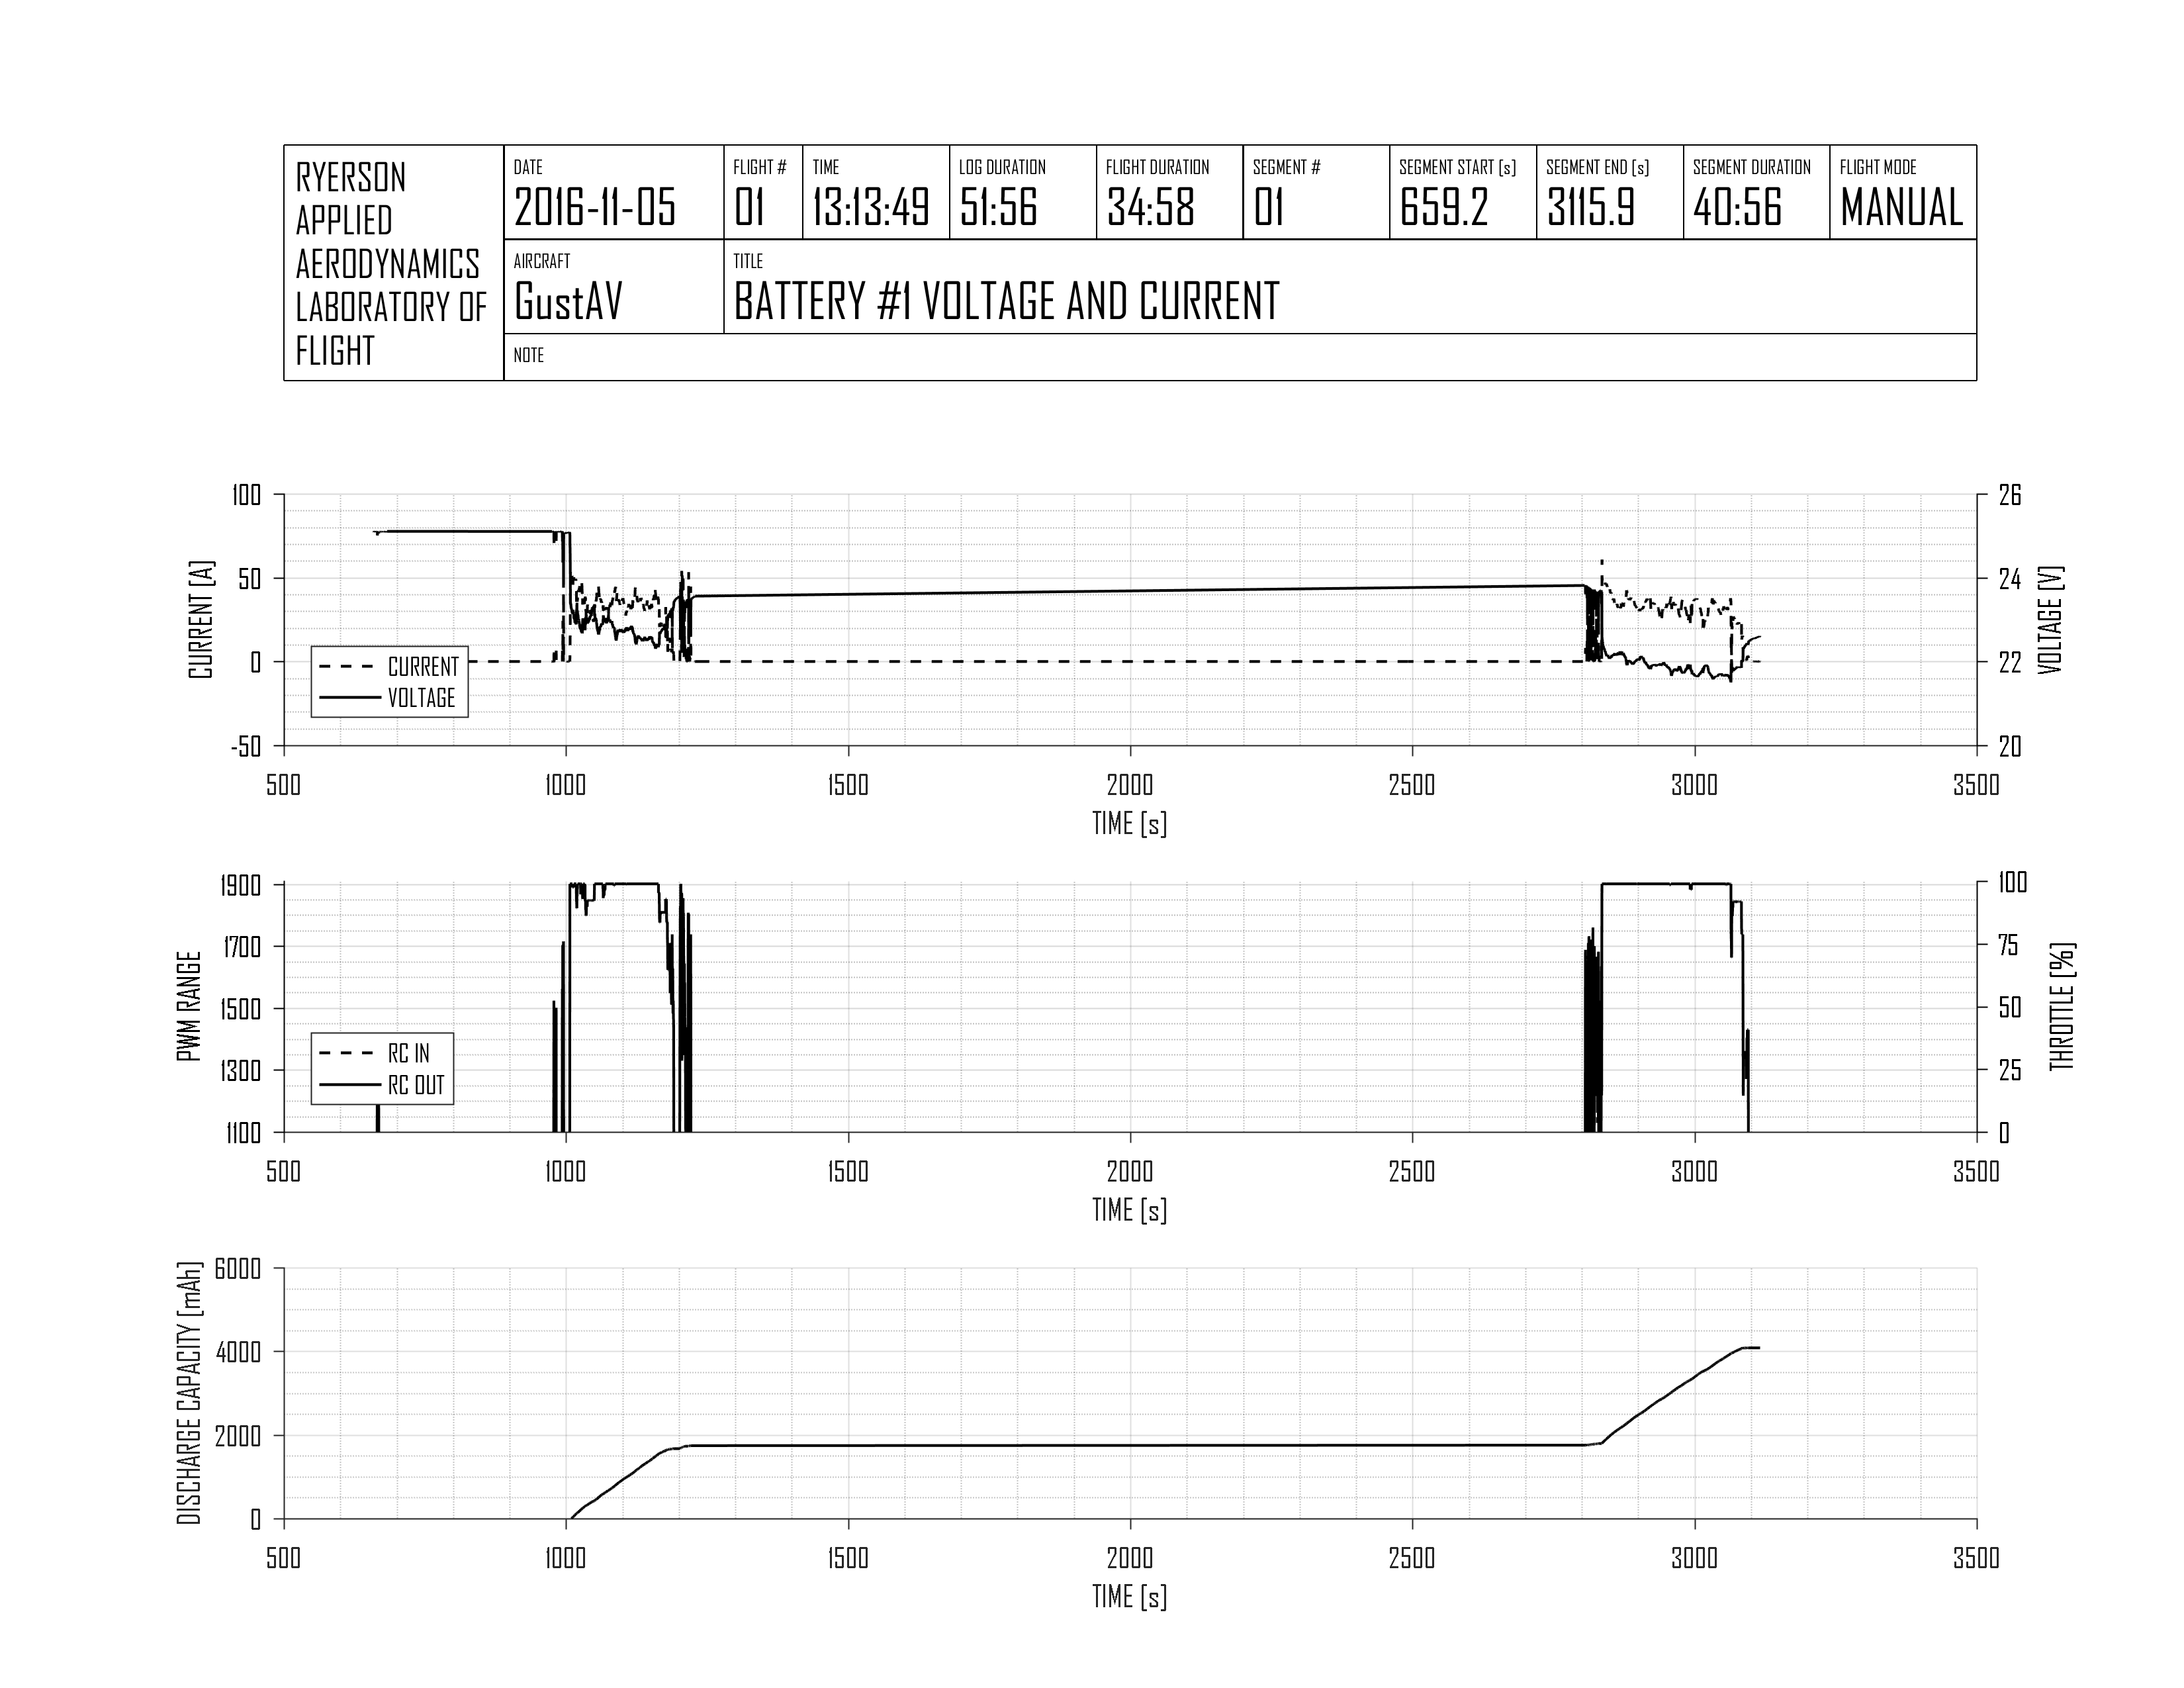 RYERSON
APPLIED
AERODYNAMICS
LABORATORY OF
FLIGHT
DATE
2016-11-05
FLIGHT #
01
TIME
13:13:49
LOG DURATION
51:56
FLIGHT DURATION
34:58
SEGMENT #
01
SEGMENT START [s]
659.2
SEGMENT END [s]
3115.9
SEGMENT DURATION
40:56
FLIGHT MODE
MANUAL
AIRCRAFT
GustAV
TITLE
BATTERY #1 VOLTAGE AND CURRENT
NOTE
CURRENT [A]
100
50
0
-50
CURRENT
VOLTAGE
26
24
22
20
VOLTAGE [V]
500 1000 1500 2000 2500 3000 3500
TIME [s]
PWM RANGE
1900
1700
1500
1300
1100
RC IN
RC OUT
100
75
50
25
0
THROTTLE [%]
500 1000 1500 2000 2500 3000 3500
TIME [s]
DISCHARGE CAPACITY [mAh]
6000
4000
2000
0
500 1000 1500 2000 2500 3000 3500
TIME [s]